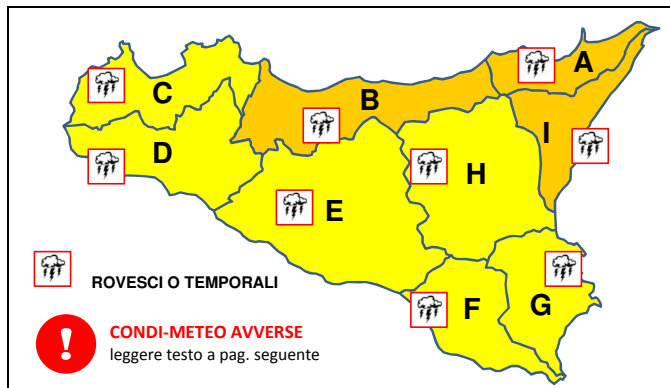 A
B
C
I
D
H
E
F
G
ROVESCI O TEMPORALI
!
CONDI-METEO AVVERSE
leggere testo a pag. seguente